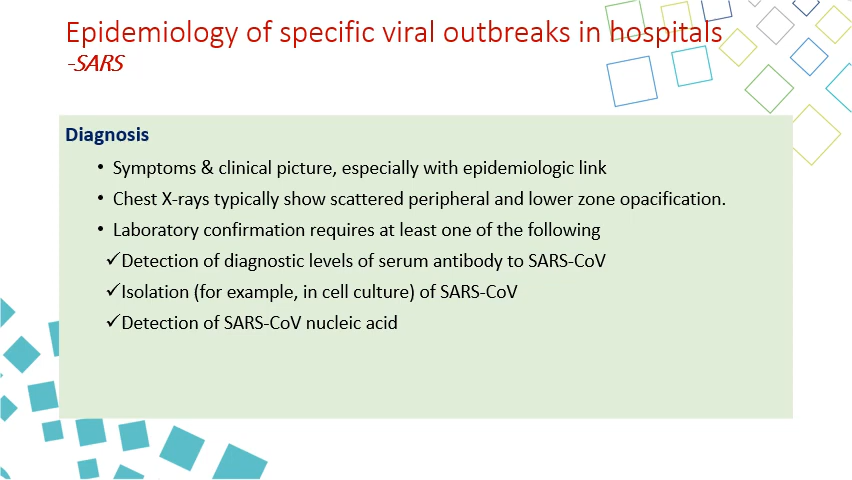 Epidemiology of specific viral outbreaks in hospitals
-SARS
Diagnosis
• Symptoms & clinical picture, especially with epidemiologic link
• Chest X-rays typically show scattered peripheral and lower zone opacification.
• Laboratory confirmation requires at least one of the following
✓Detection of diagnostic levels of serum antibody to SARS-CoV
✓Isolation (for example, in cell culture) of SARS-CoV
✓Detection of SARS-CoV nucleic acid